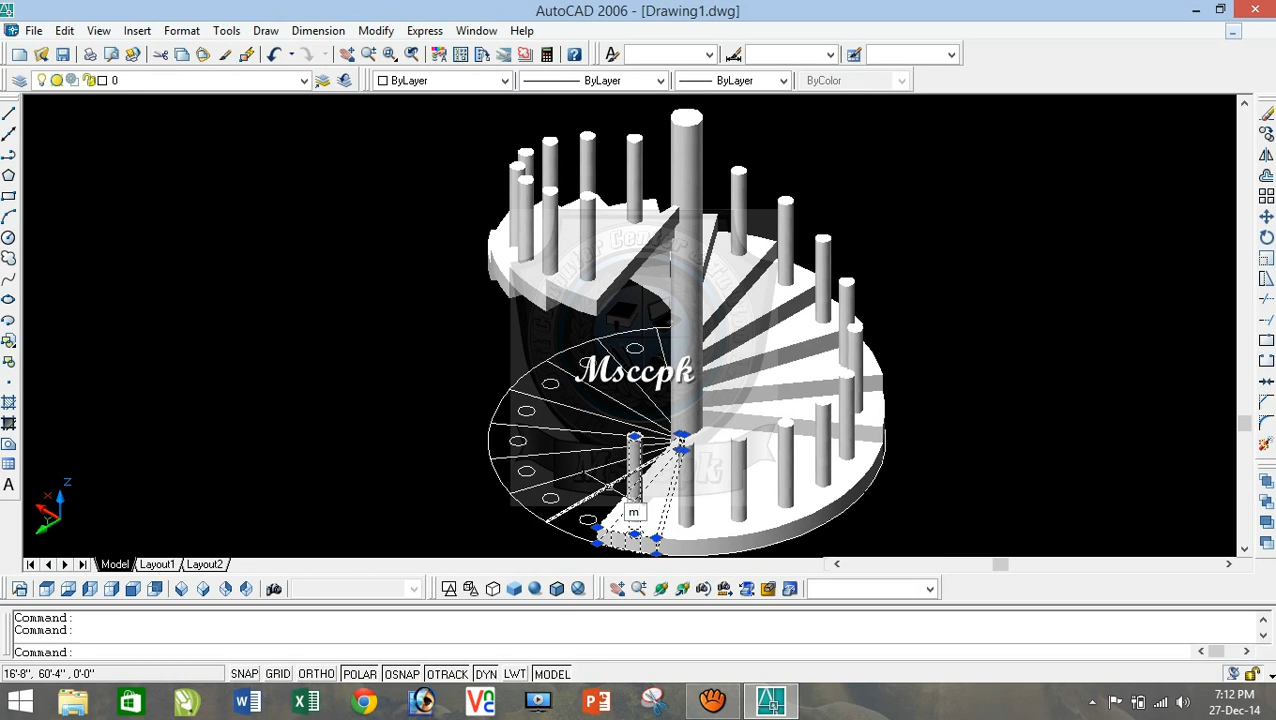 AutoCAD 2006 - [Drawing1.dwg]
File Edit View Insert Format Tools Draw Dimension Modify Express Window Help
0 ByLayer ByLayer ByLayer ByColor
Msccpk
m
Z
X
Model Layout1 Layout2
Command:
Command:
Command:
16'-8", 60'-4", 0'-0" SNAP GRID ORTHO POLAR OSNAP OTRACK DYN LWT MODEL
7:12 PM
27-Dec-14